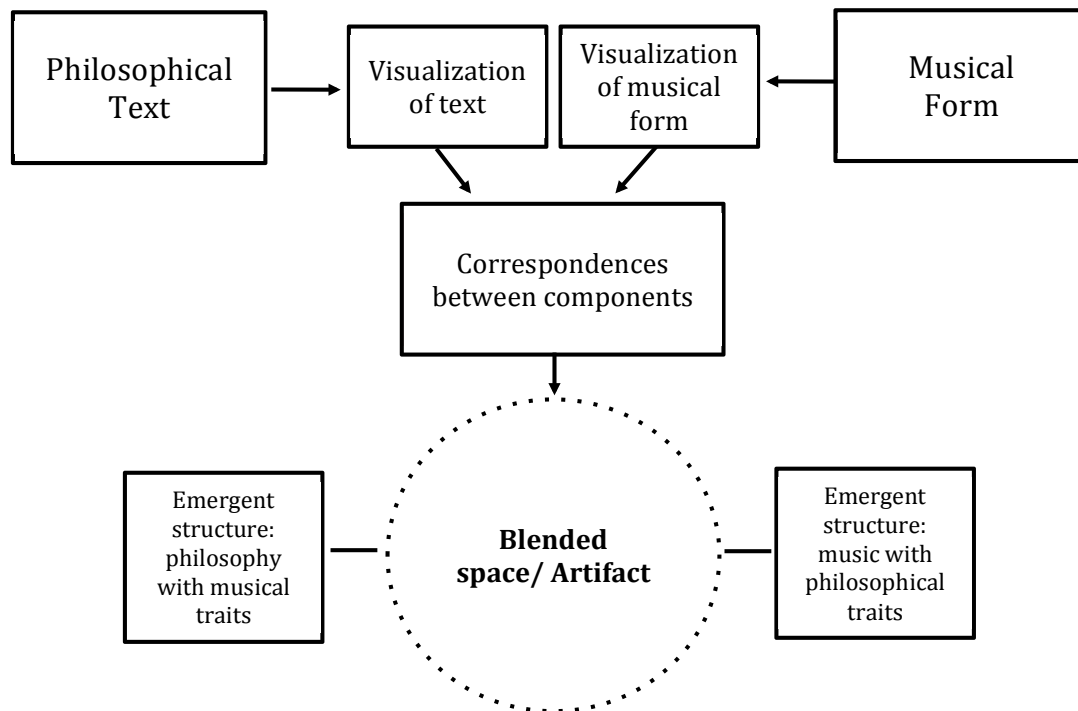 Philosophical
Text
Visualization
of text
Visualization
of musical
form
Musical
Form
Correspondences
between components
Emergent
structure:
philosophy
with musical
traits
Blended
space/ Artifact
Emergent
structure:
music with
philosophical
traits